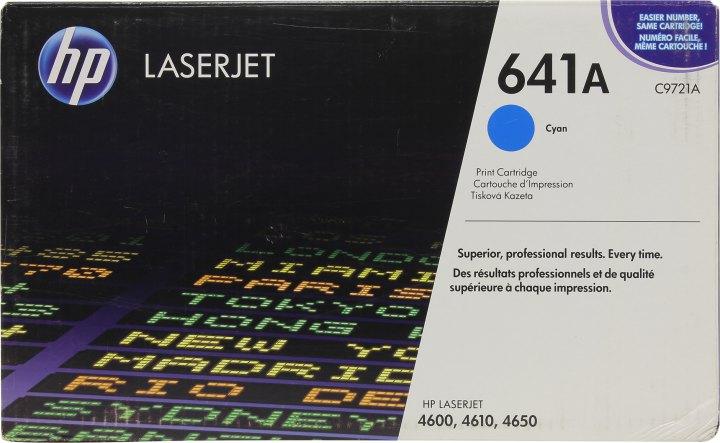 hp
LASERJET
641A
EASIER NUMBER,
SAME CARTRIDGE!
NUMÉRO FACILE,
MÊME CARTOUCHE !
C9721A
Cyan
Print Cartridge
Cartouche d'Impression
Tisková Kazeta
Superior, professional results. Every time.
Des résultats professionnels et de qualité
supérieure à chaque impression.
LONDO
MIAMI
PARIS
TOKYO
HONG
NEW YO
MADRID
RIO DE
SYDNEY
HP LASERJET
4600, 4610, 4650